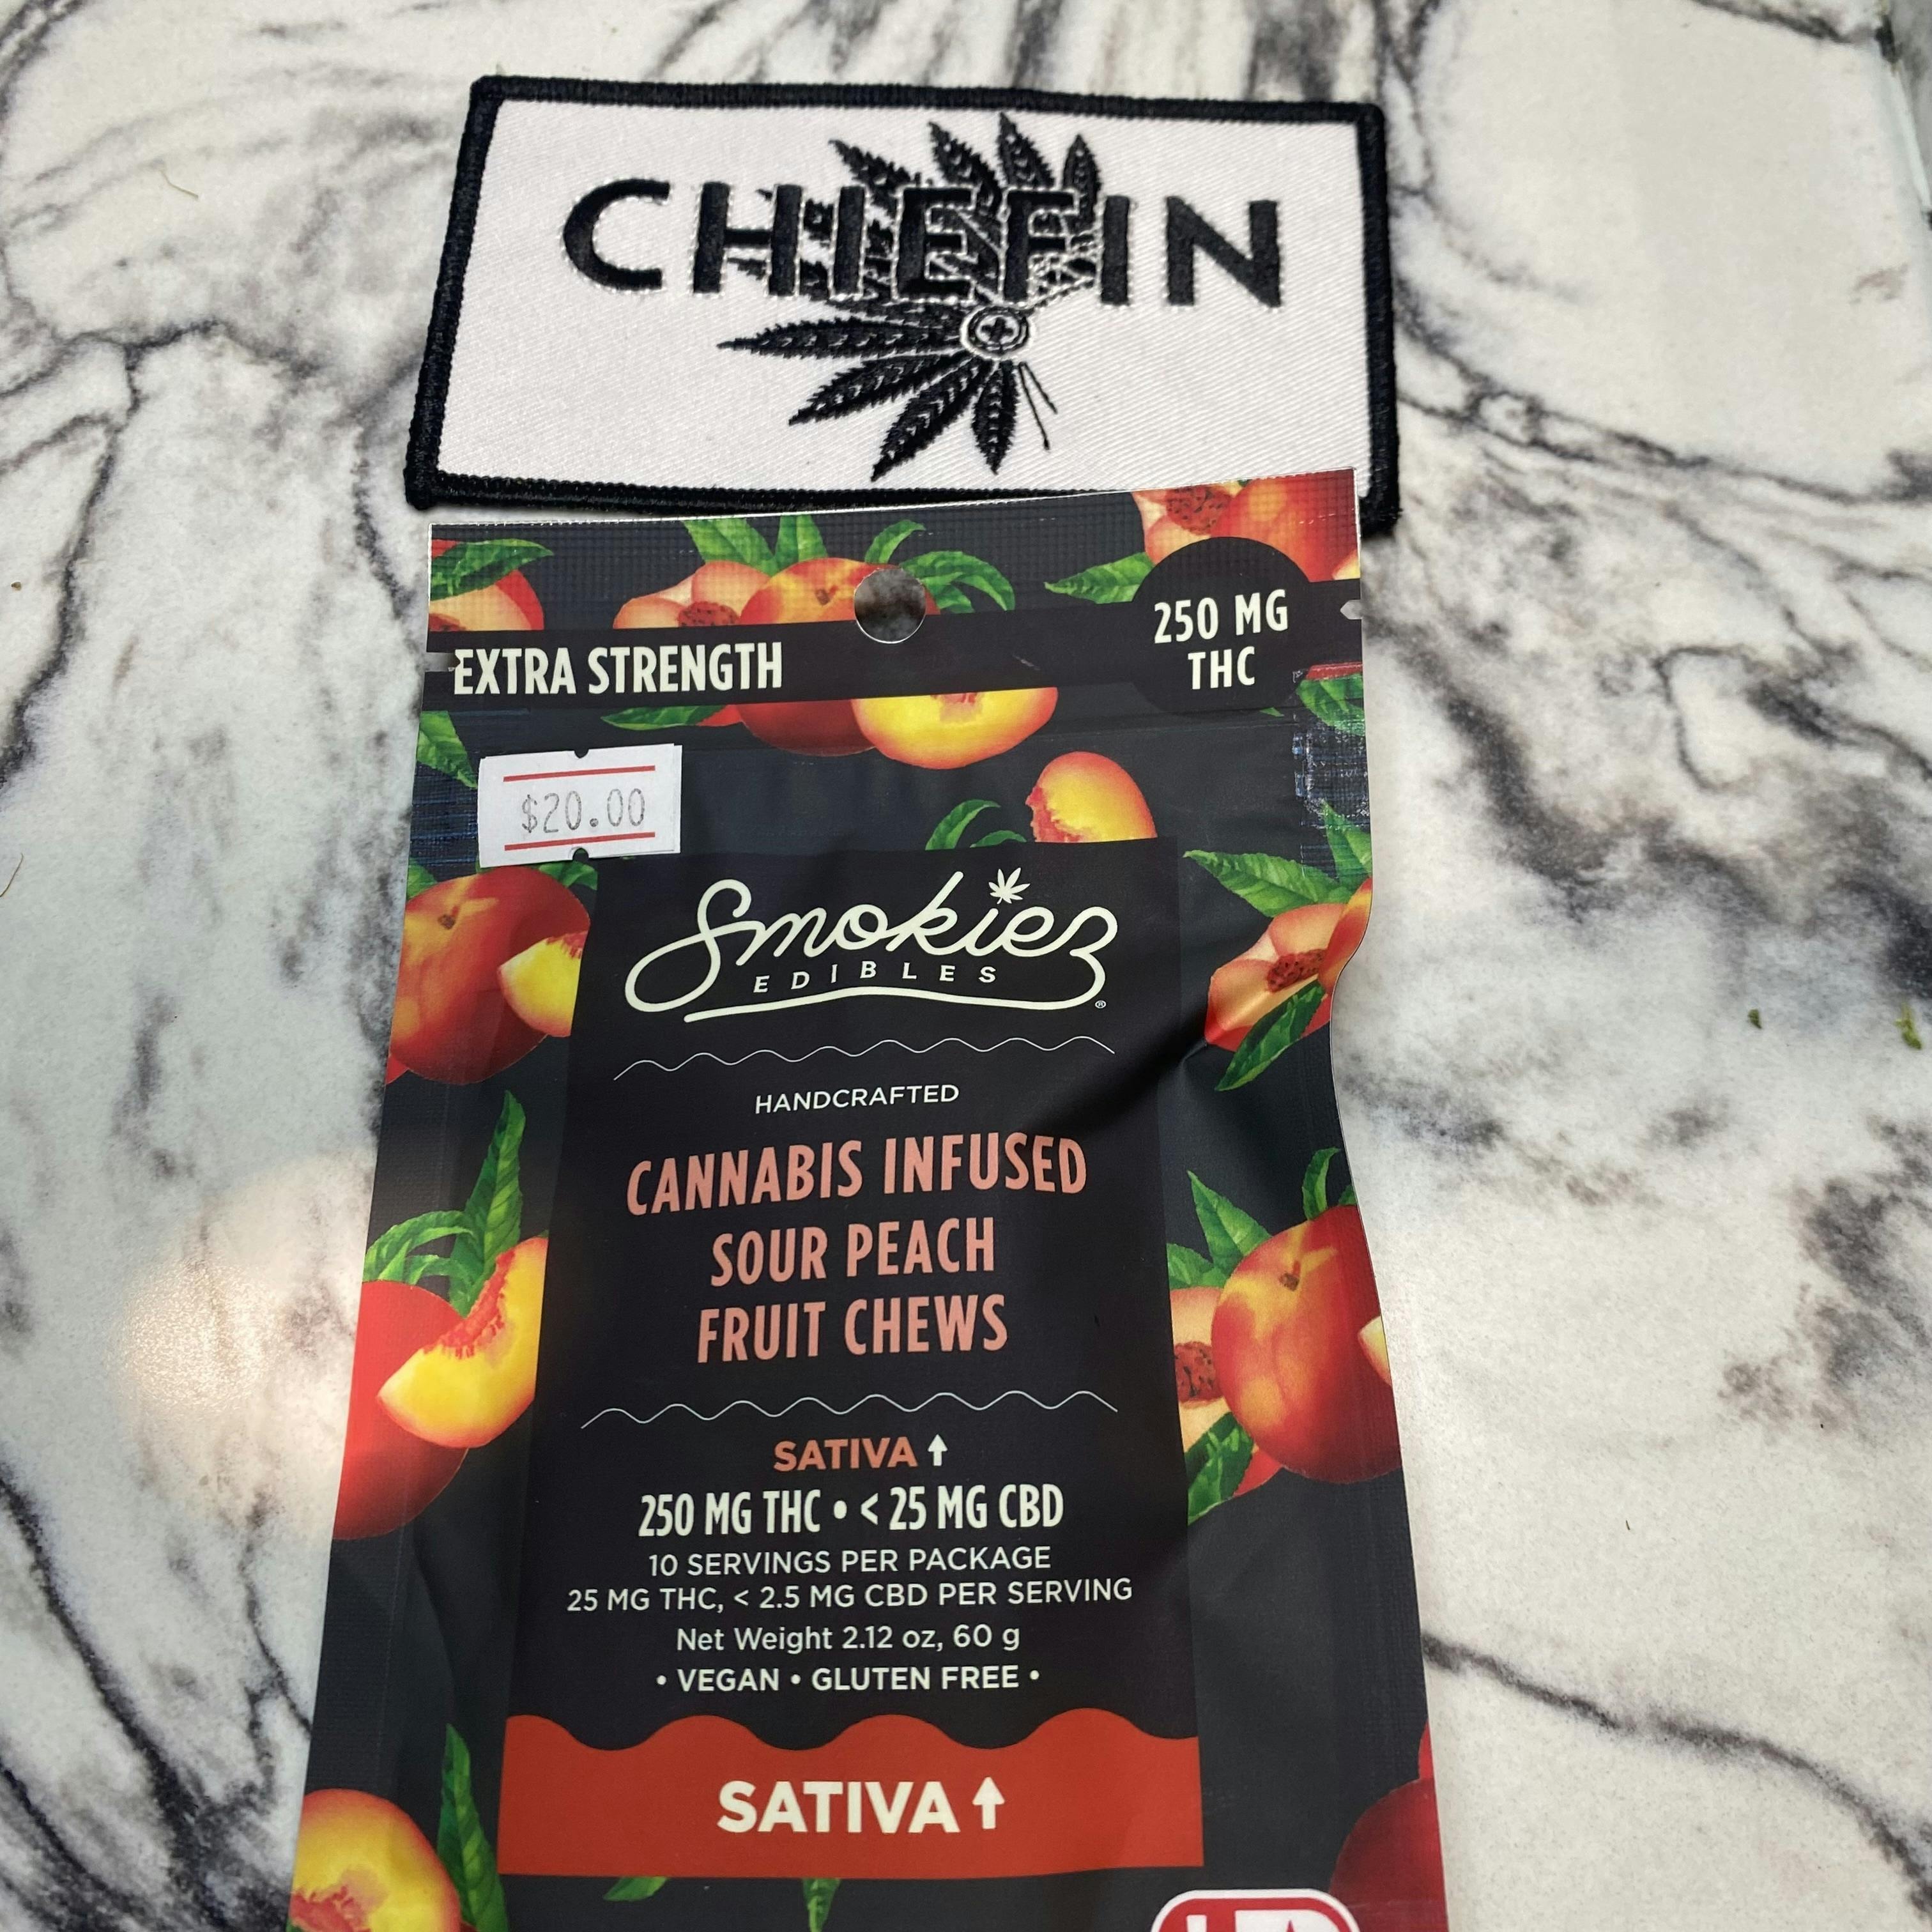 CHIEFIN
EXTRA STRENGTH
250 MG
THC
$20.00
Smokiez
EDIBLES
®
HANDCRAFTED
CANNABIS INFUSED
SOUR PEACH
FRUIT CHEWS
SATIVA ↑
250 MG THC • < 25 MG CBD
10 SERVINGS PER PACKAGE
25 MG THC, < 2.5 MG CBD PER SERVING
Net Weight 2.12 oz, 60 g
• VEGAN • GLUTEN FREE •
SATIVA ↑